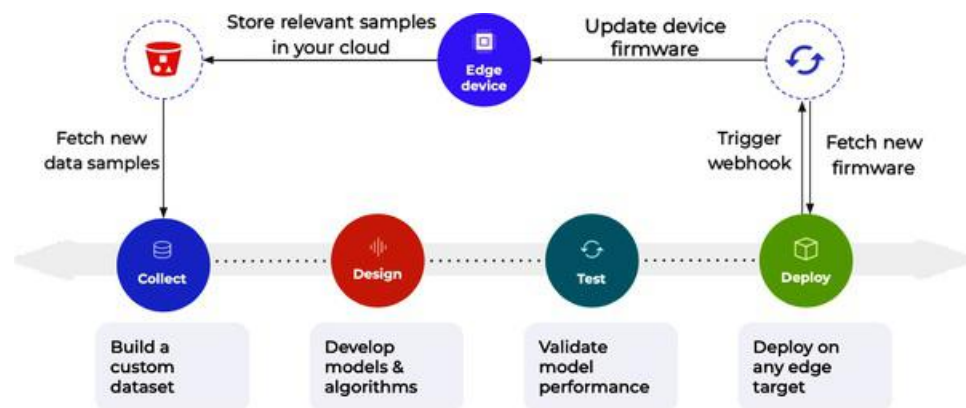 Store relevant samples
in your cloud
Edge
device
Update device
firmware
Fetch new
data samples
Trigger
webhook
Fetch new
firmware
Collect
Design
Test
Deploy
Build a
custom
dataset
Develop
models &
algorithms
Validate
model
performance
Deploy on
any edge
target